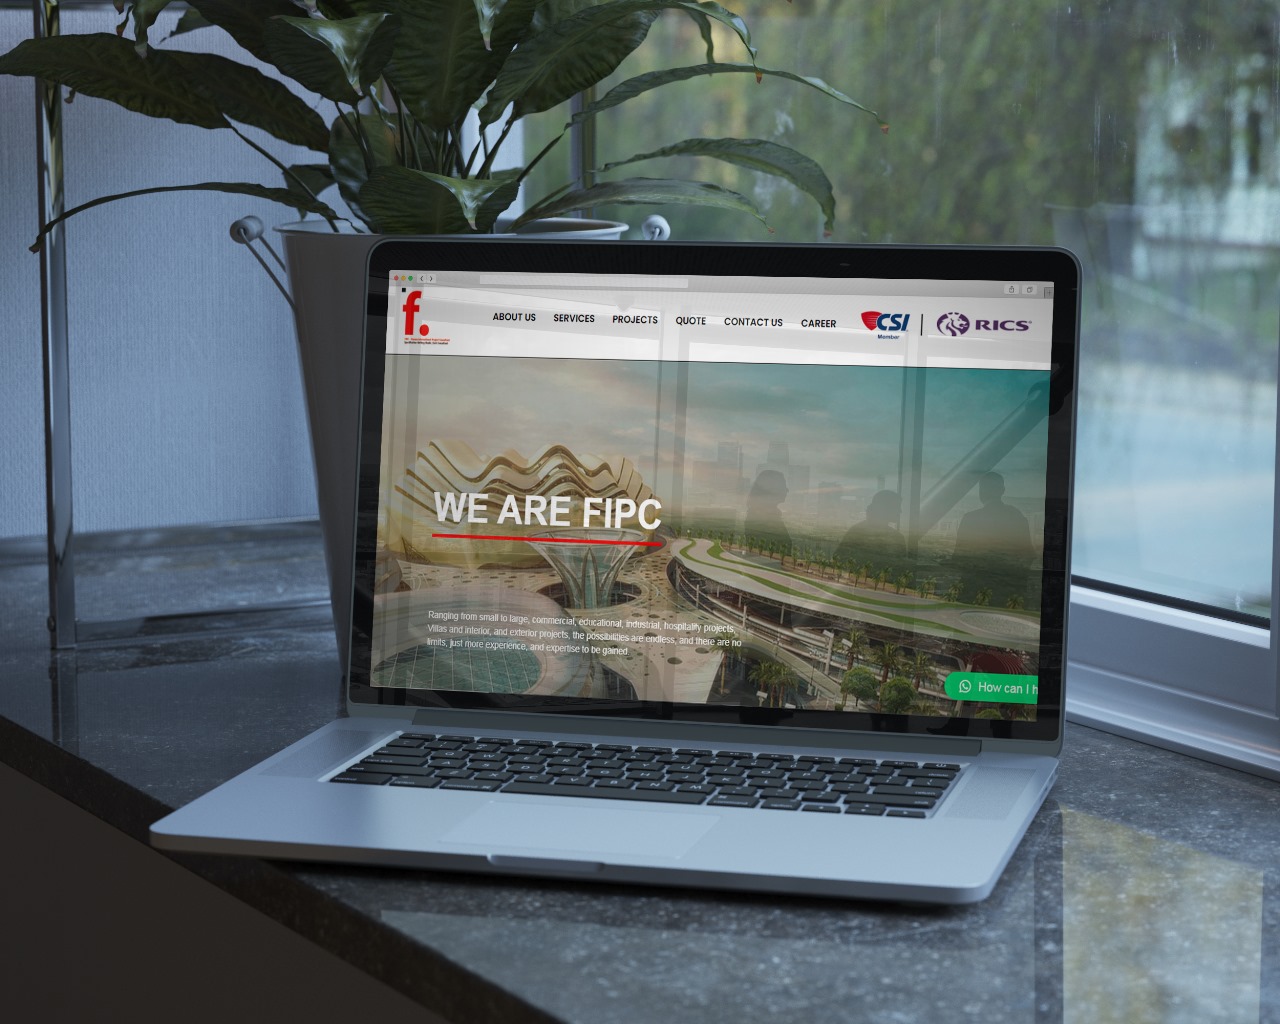 f.
ABOUT US
SERVICES
PROJECTS
QUOTE
CONTACT US
CAREER
CSI
Member
RICS
WE ARE FIPC
Ranging from small to large, commercial, educational, industrial, hospitality projects,
Villas and interior, and exterior projects, the possibilities are endless, and there are no
limits, just more experience, and expertise to be gained
How can I h